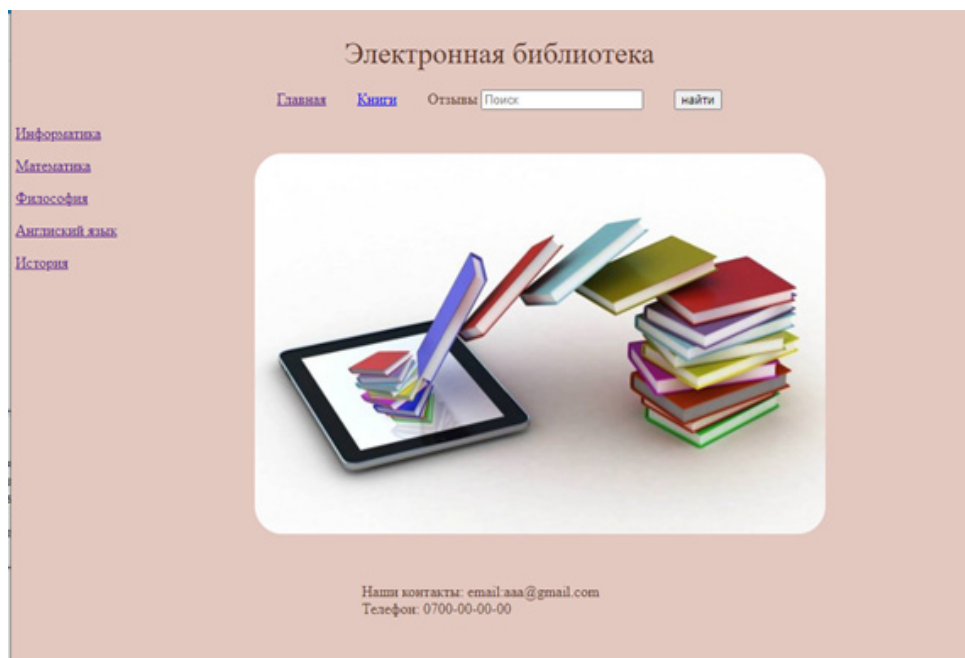 Электронная библиотека
Главная Книги Отзывы Поиск найти
Информатика
Математика
Философия
Англиский язык
История
Наши контакты: email:aaa@gmail.com
Телефон: 0700-00-00-00